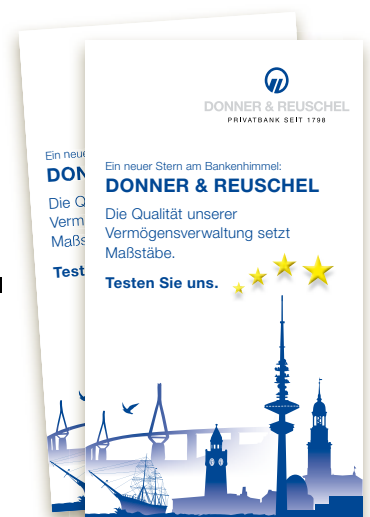 DONNER & REUSCHEL
PRIVATBANK SEIT 1798
Ein neuer Stern am Bankenhimmel:
DONNER & REUSCHEL
Die Qualität unserer
Vermögensverwaltung setzt
Maßstäbe.
Testen Sie uns.
Ein neue
DON
Die Q
Verm
Maßs
Test